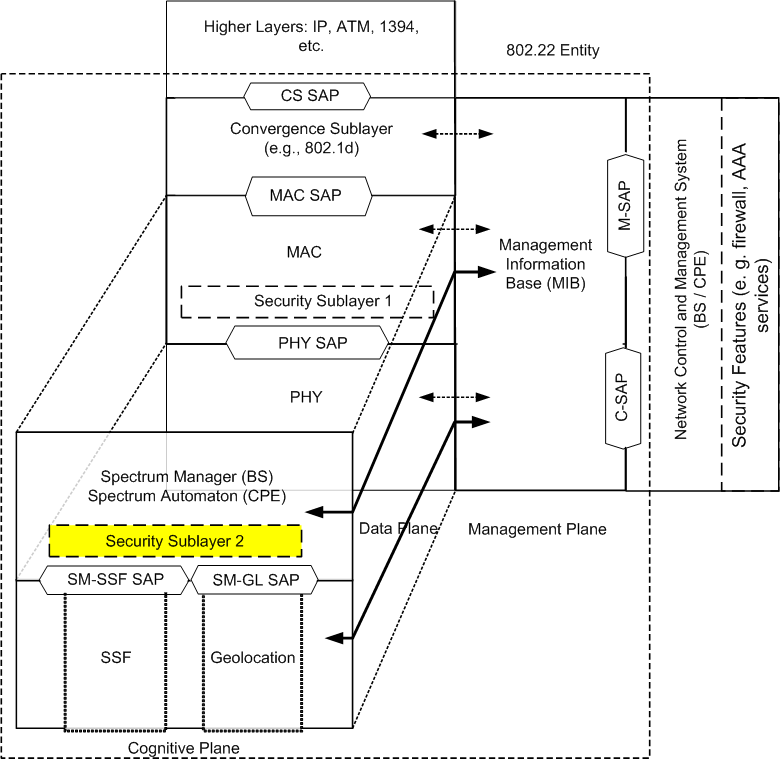 Higher Layers: IP, ATM, 1394,
etc.
802.22 Entity
CS SAP
Convergence Sublayer
(e.g., 802.1d)
MAC SAP
MAC
Security Sublayer 1
PHY SAP
PHY
Management
Information
Base (MIB)
M-SAP
C-SAP
Network Control and Management System
(BS / CPE)
Security Features (e. g. firewall, AAA
services)
Spectrum Manager (BS)
Spectrum Automaton (CPE)
Security Sublayer 2
Data Plane
Management Plane
SM-SSF SAP
SM-GL SAP
SSF
Geolocation
Cognitive Plane